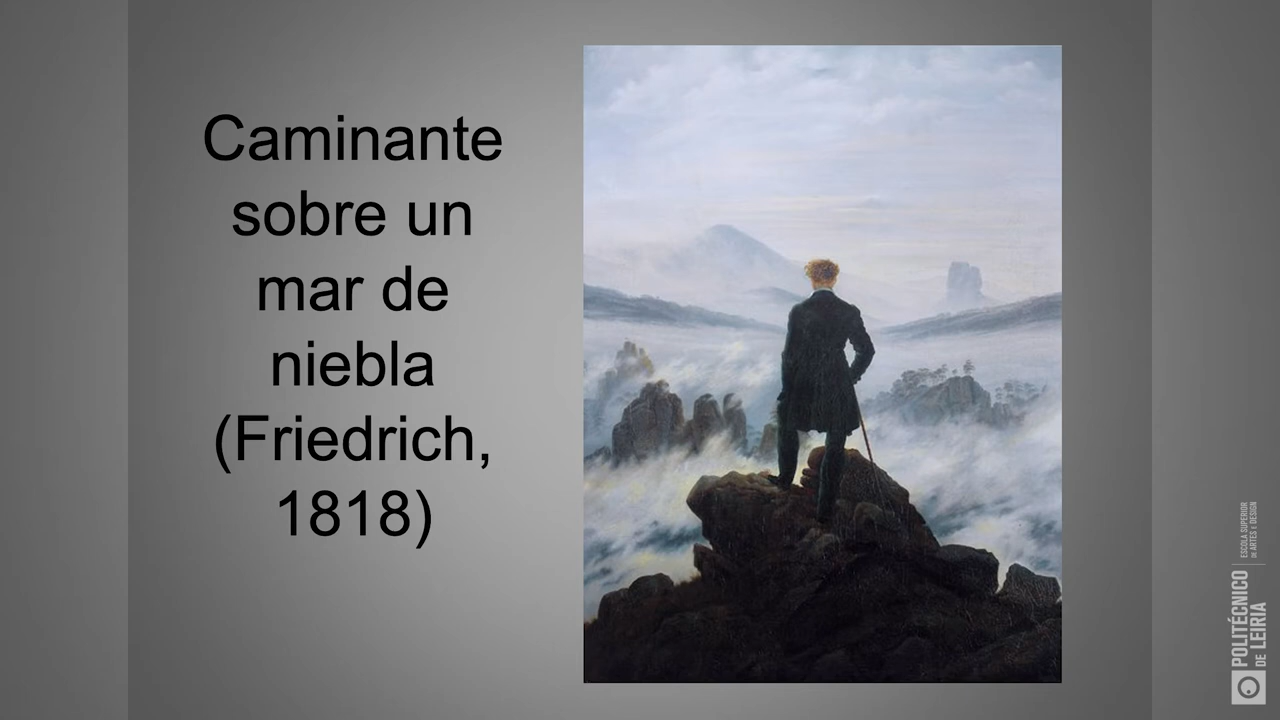 Caminante
sobre un
mar de
niebla
(Friedrich,
1818)
POLITÉCNICO
DE LEIRIA
ESCOLA SUPERIOR
DE ARTES E DESIGN